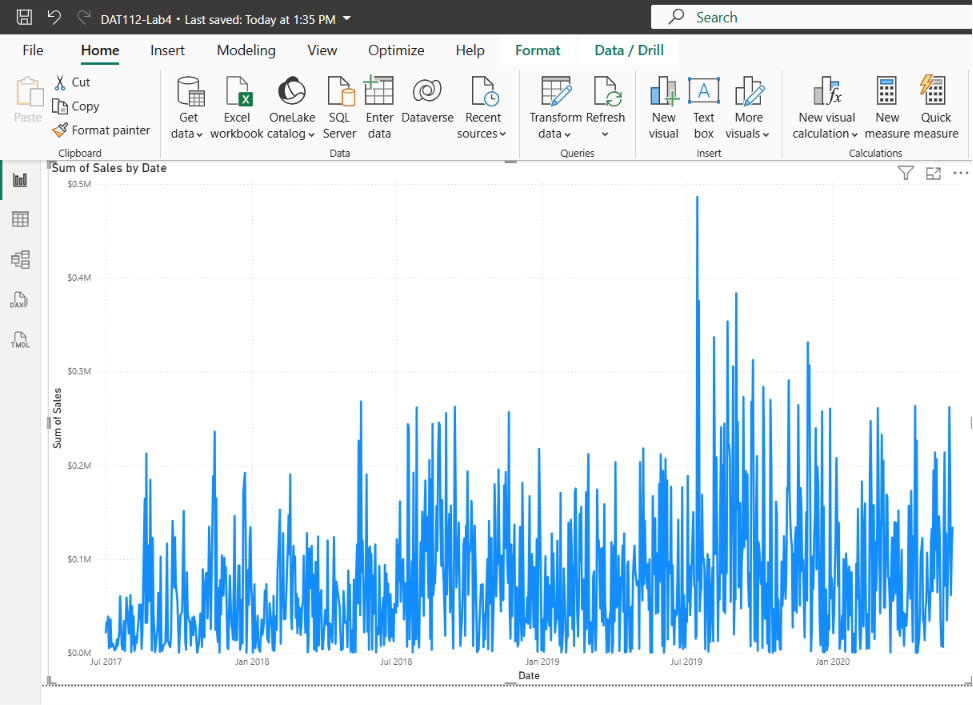 DAT112-Lab4 • Last saved: Today at 1:35 PM
Search
File Home Insert Modeling View Optimize Help Format Data / Drill
Paste
Cut
Copy
Format painter
Clipboard
Get data
Excel workbook
OneLake catalog
SQL Server
Enter data
Dataverse
Recent sources
Data
Transform data
Refresh
Queries
New visual
Text box
More visuals
Insert
New visual calculation
New measure
Quick measure
Calculations
DAX
TMDL
Sum of Sales by Date
$0.5M
$0.4M
$0.3M
$0.2M
$0.1M
$0.0M
Sum of Sales
Jul 2017 Jan 2018 Jul 2018 Jan 2019 Jul 2019 Jan 2020
Date